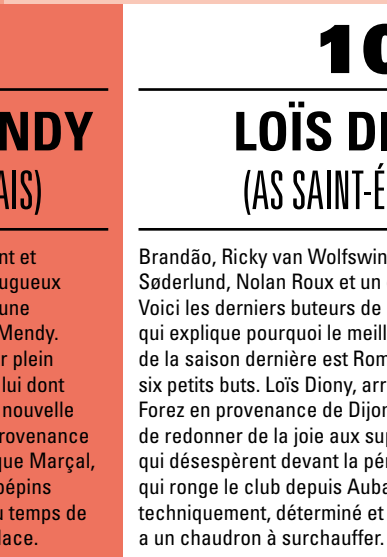 NDY
AIS)
nt et
ugueux
une
Mendy.
r plein
lui dont
nouvelle
rovenance
que Marçal,
pépins
u temps de
lace.
10
LOÏS DI
(AS SAINT-É
Brandão, Ricky van Wolfswin
Søderlund, Nolan Roux et un
Voici les derniers buteurs de
qui explique pourquoi le meill
de la saison dernière est Rom
six petits buts. Loïs Diony, arr
Forez en provenance de Dijon
de redonner de la joie aux su
qui désespèrent devant la pé
qui ronge le club depuis Auba
techniquement, déterminé et
a un chaudron à surchauffer.